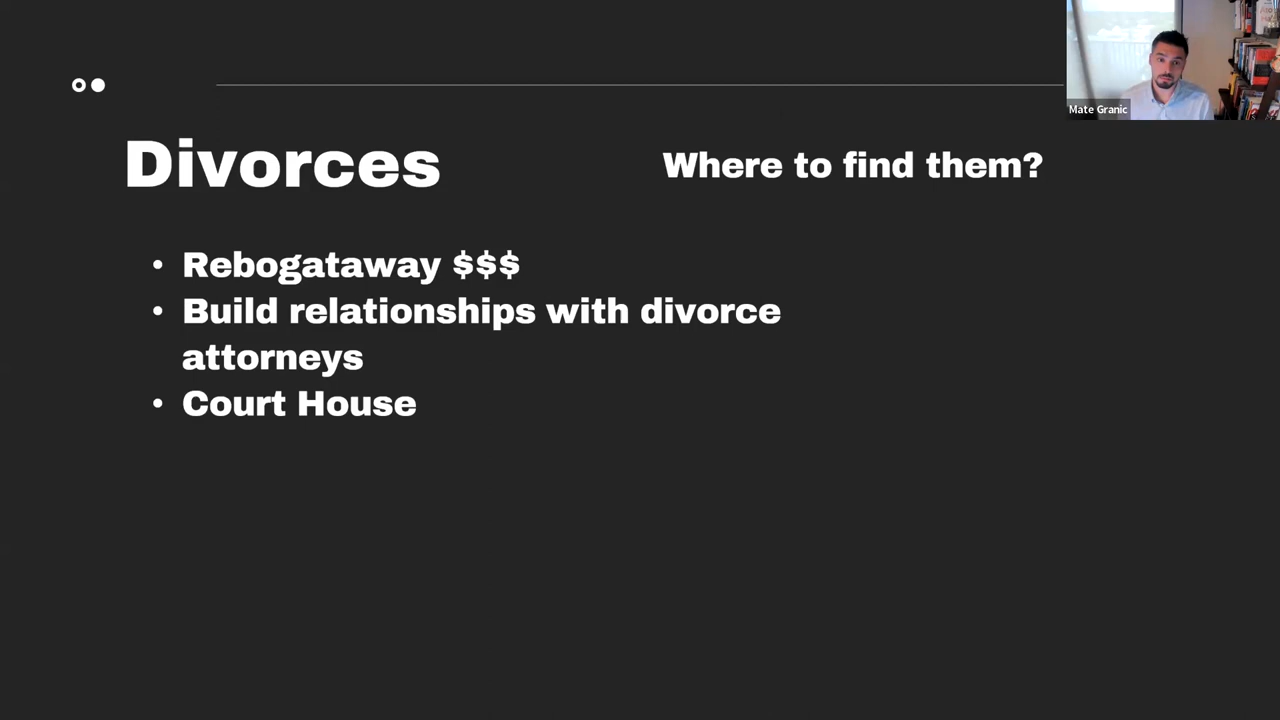 Mate Granic
Divorces
Where to find them?
• Rebogataway $$$
• Build relationships with divorce
attorneys
• Court House